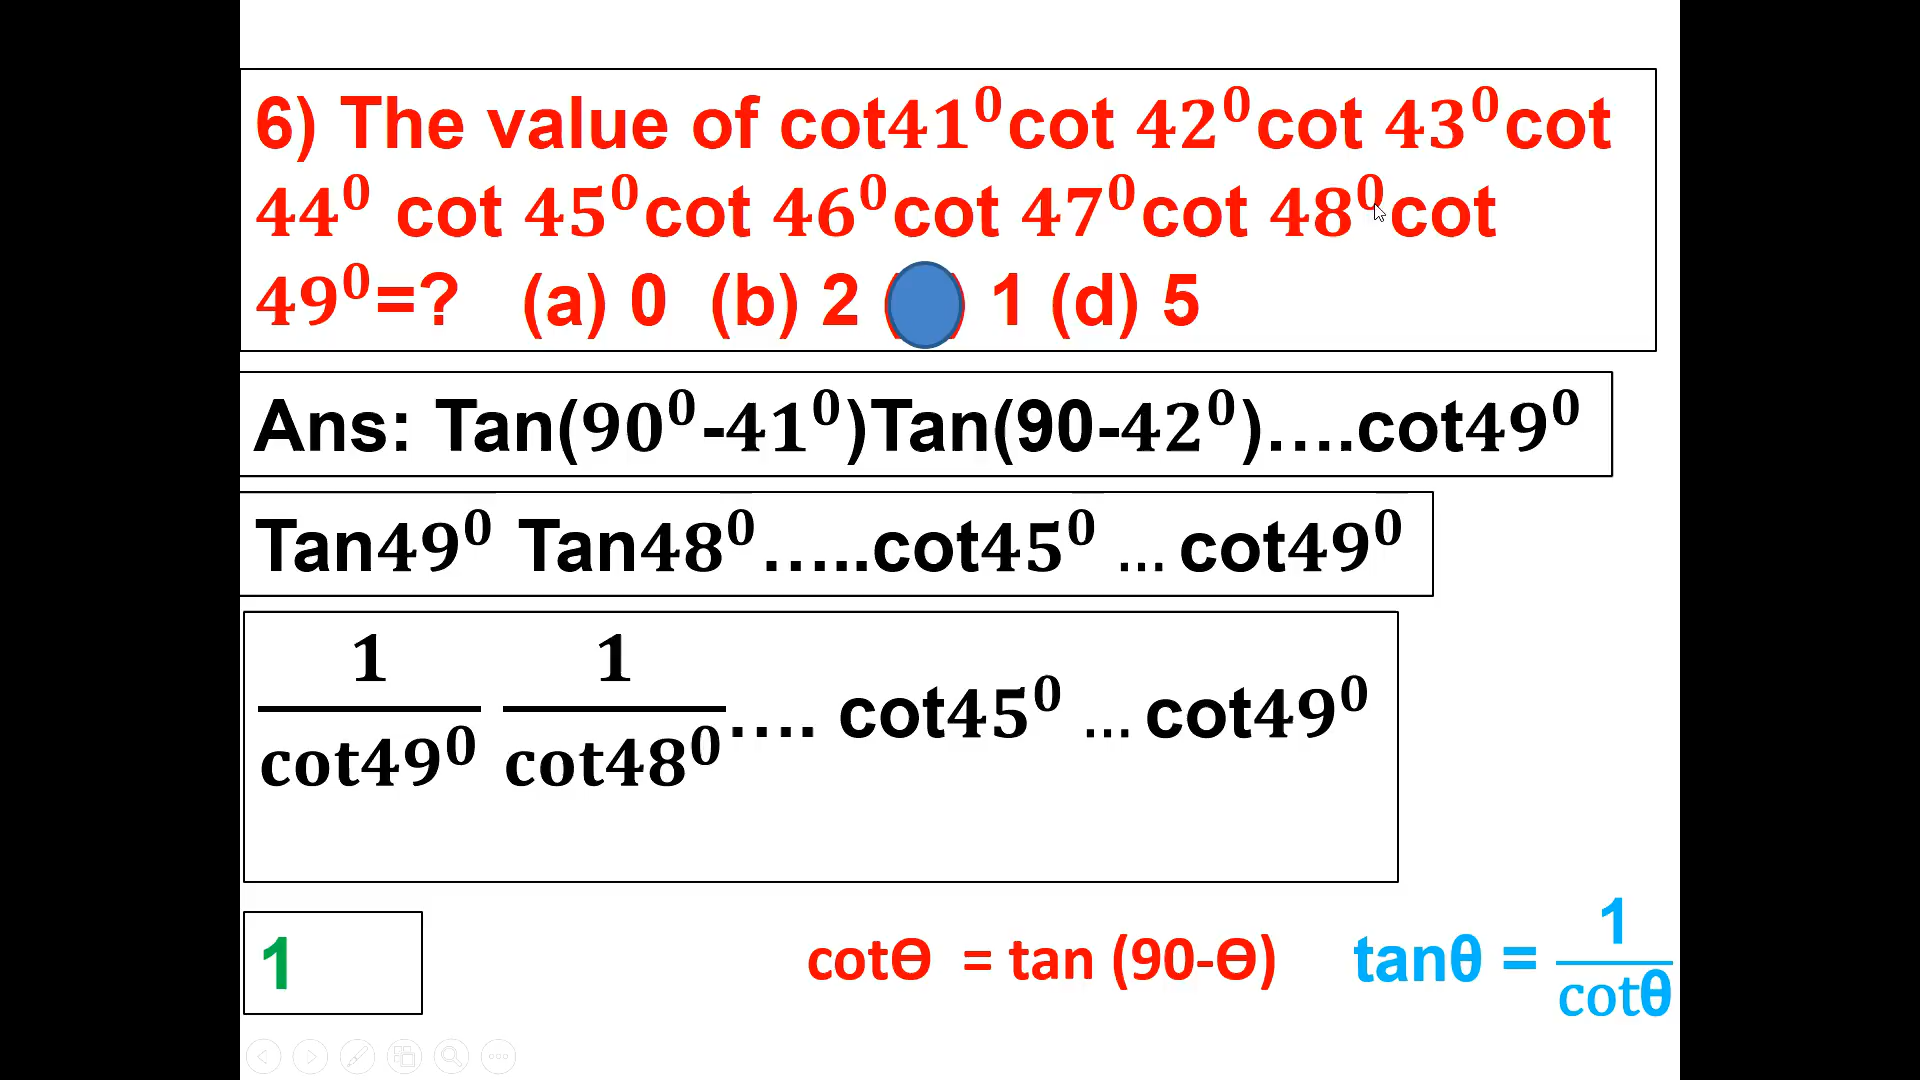 6) The value of cot41⁰cot 42⁰cot 43⁰cot
44⁰ cot 45⁰cot 46⁰cot 47⁰cot 48⁰cot
49⁰=? (a) 0 (b) 2 ( ) 1 (d) 5
Ans: Tan(90⁰-41⁰)Tan(90-42⁰)….cot49⁰
Tan49⁰ Tan48⁰…..cot45⁰ … cot49⁰
1/cot49⁰ 1/cot48⁰…. cot45⁰ … cot49⁰
1
cotϴ = tan (90-ϴ) tanθ = 1/cotθ